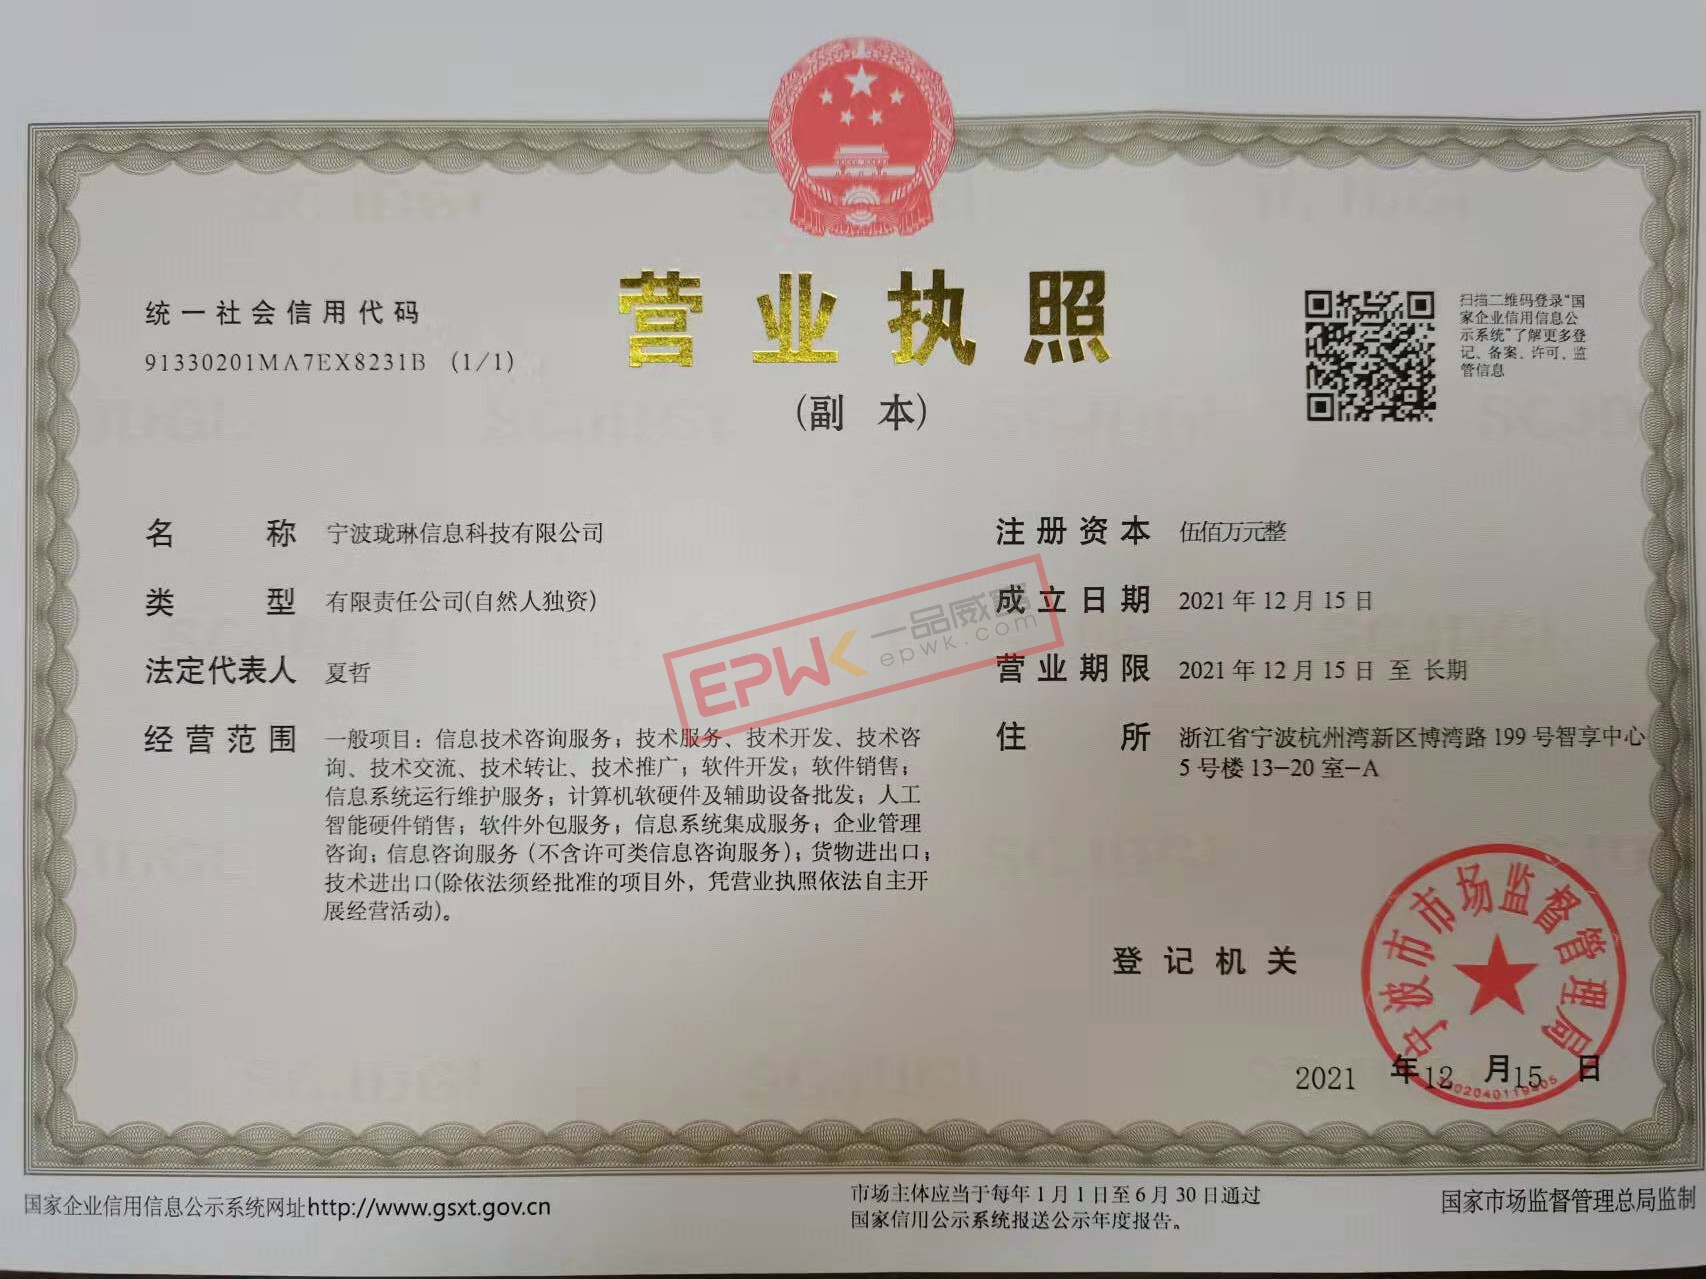 营业执照
(副 本)
统一社会信用代码
91330201MA7EX8231B (1/1)
扫描二维码登录“国
家企业信用信息公
示系统”了解更多登
记、备案、许可、监
管信息
名称 宁波珑琳信息科技有限公司
类型 有限责任公司(自然人独资)
法定代表人 夏哲
经营范围 一般项目：信息技术咨询服务；技术服务、技术开发、技术咨
询、技术交流、技术转让、技术推广；软件开发；软件销售；
信息系统运行维护服务；计算机软硬件及辅助设备批发；人工
智能硬件销售；软件外包服务；信息系统集成服务；企业管理
咨询；信息咨询服务（不含许可类信息咨询服务）；货物进出口；
技术进出口(除依法须经批准的项目外，凭营业执照依法自主开
展经营活动)。
注册资本 伍佰万元整
成立日期 2021年12月15日
营业期限 2021年12月15日 至 长期
住所 浙江省宁波杭州湾新区博湾路199号智享中心
5号楼13-20室-A
EPWK 一品威客
epwk.com
登记机关
宁波市市场监督管理局
2021 年12 月15 日
国家企业信用信息公示系统网址http://www.gsxt.gov.cn
市场主体应当于每年1月1日至6月30日通过
国家信用公示系统报送公示年度报告。
国家市场监督管理总局监制